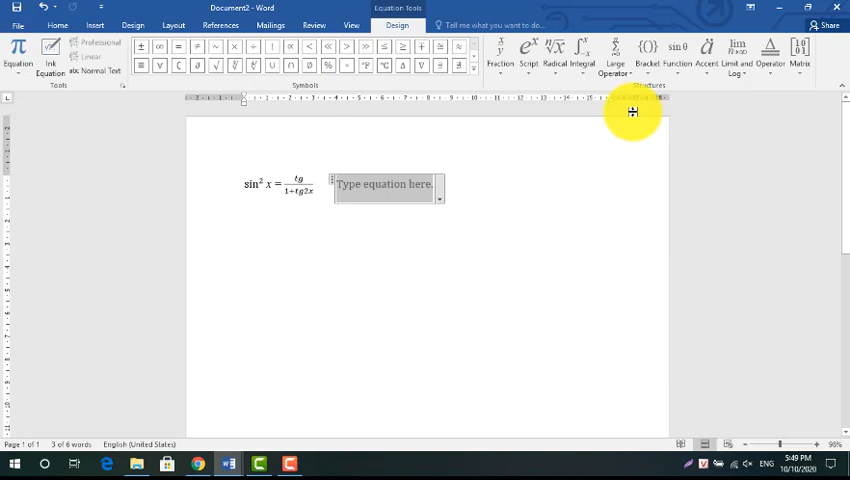 Document2 - Word
Equation Tools
File
Home
Insert
Draw
Design
Layout
References
Mailings
Review
View
Design
Tell me what you want to do...
Share
Equation
Ink Equation
Professional
Linear
abc Normal Text
Tools
± ∞ = ≠ ~ × ÷ ! ∝ < ≪ > ≫ ≤ ≥ ∓ ≅ ≈
≡ ∀ ∁ ∂ √ ∛ ∜ ∪ ∩ ∅ % ° °F °C ∆ ∇ ∃ ∄
Symbols
Fraction
Script
Radical
Integral
Large Operator
Bracket
Function
Accent
Limit and Log
Operator
Matrix
Structures
sin² x = tg / 1+tg2x
Type equation here.
Page 1 of 1
3 of 6 words
English (United States)
98%
ENG
5:49 PM
10/10/2020